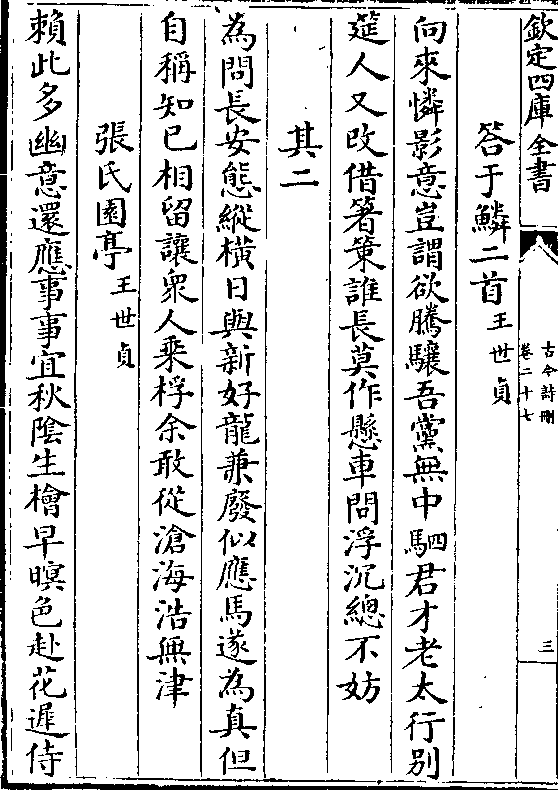 欽定四庫全書
古今詩刪
卷二十七
三
答于鱗二首王世貞
向來憐影意豈謂欲騰驤吾黨無中駟君才老太行别
筵人又改借箸策誰長莫作懸車問浮沉總不妨
其二
為問長安態縱横日與新好龍兼廢似應馬遂為真但
自稱知已相留讓衆人乘桴余敢從滄海浩無津
張氏園亭王世貞
賴此多幽意還應事事宜秋陰生檜早暝色赴花遲侍